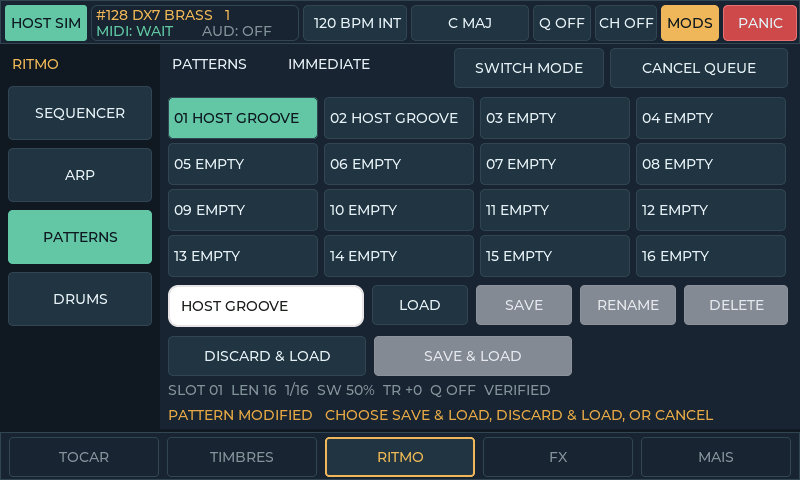 HOST SIM
#128 DX7 BRASS 1
MIDI: WAIT AUD: OFF
120 BPM INT
C MAJ
Q OFF
CH OFF
MODS
PANIC
RITMO
SEQUENCER
ARP
PATTERNS
DRUMS
PATTERNS IMMEDIATE
SWITCH MODE
CANCEL QUEUE
01 HOST GROOVE
02 HOST GROOVE
03 EMPTY
04 EMPTY
05 EMPTY
06 EMPTY
07 EMPTY
08 EMPTY
09 EMPTY
10 EMPTY
11 EMPTY
12 EMPTY
13 EMPTY
14 EMPTY
15 EMPTY
16 EMPTY
HOST GROOVE
LOAD
SAVE
RENAME
DELETE
DISCARD & LOAD
SAVE & LOAD
SLOT 01 LEN 16 1/16 SW 50% TR +0 Q OFF VERIFIED
PATTERN MODIFIED CHOOSE SAVE & LOAD, DISCARD & LOAD, OR CANCEL
TOCAR
TIMBRES
RITMO
FX
MAIS